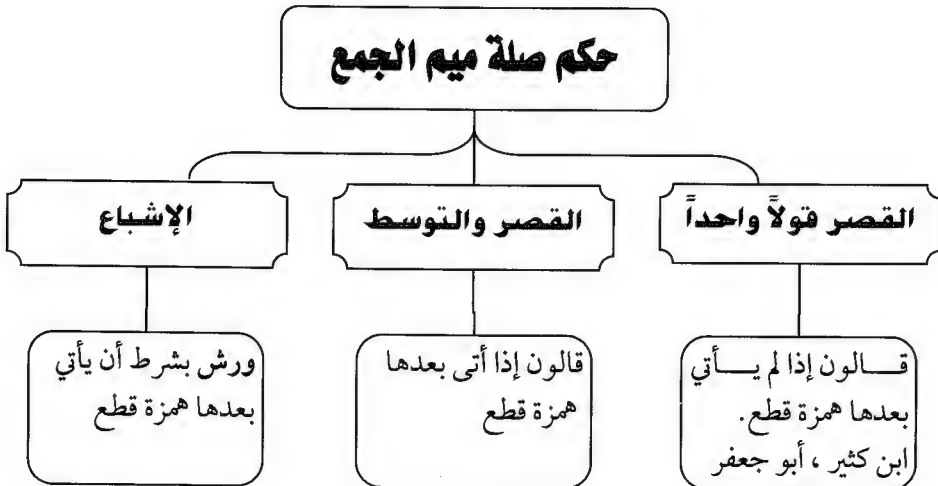 حكم صلة ميم الجمع
القصر قولاً واحداً
القصر والتوسط
الإشباع
قالون إذا لم يأتي
بعدها همزة قطع.
ابن كثير ، أبو جعفر
قالون إذا أتى بعدها
همزة قطع
ورش بشرط أن يأتي
بعدها همزة قطع